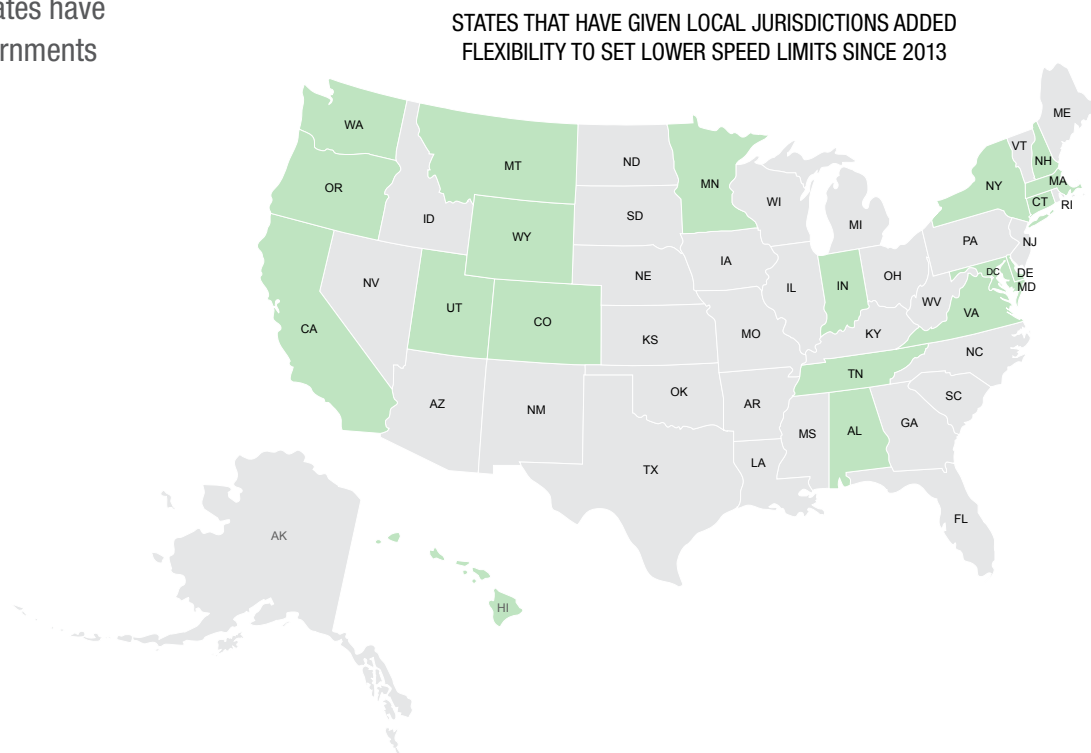 ates have
rnments
STATES THAT HAVE GIVEN LOCAL JURISDICTIONS ADDED
FLEXIBILITY TO SET LOWER SPEED LIMITS SINCE 2013
ME
WA
VT
MT
ND
NH
MN
MA
NY
OR
WI
CT
RI
ID
SD
MI
WY
PA
NJ
IA
DC
DE
NE
OH
NV
IN
MD
IL
UT
WV
VA
CO
CA
KS
MO
KY
NC
TN
OK
SC
AZ
NM
AR
GA
MS
AL
LA
TX
FL
AK
HI